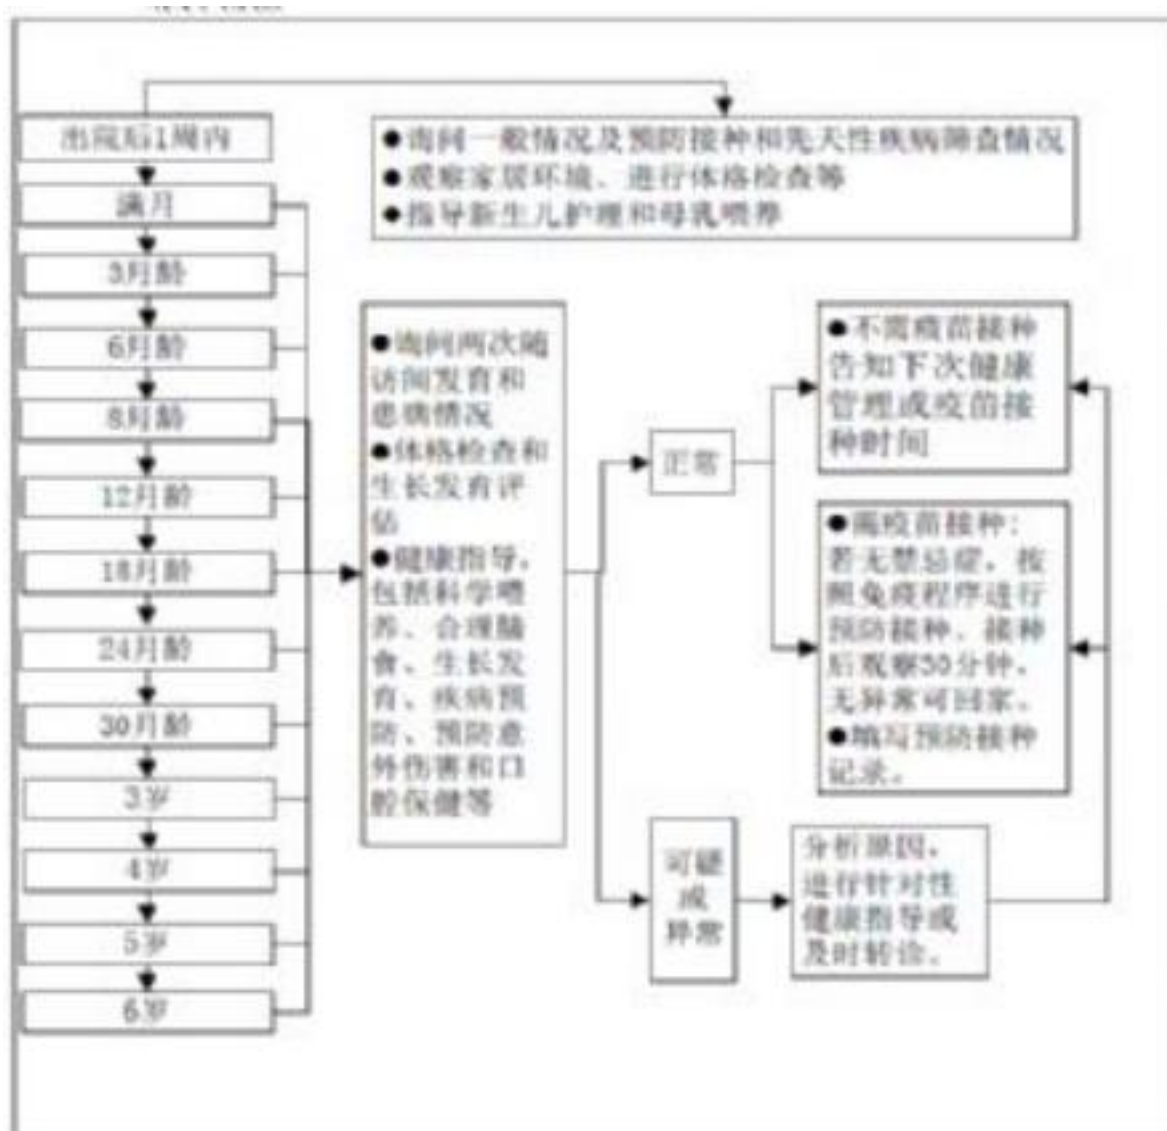 出院后1周内
满月
3月龄
6月龄
8月龄
12月龄
18月龄
24月龄
30月龄
3岁
4岁
5岁
6岁
●询问一般情况及预防接种和先天性疾病筛查情况
●观察家居环境、进行体格检查等
●指导新生儿护理和母乳喂养
●询问两次随
访间发育和
患病情况
●体格检查和
生长发育评
估
●健康指导,
包括科学喂
养、合理膳
食、生长发
育、疾病预
防、预防意
外伤害和口
腔保健等
正常
可疑
或
异常
●不需疫苗接种
告知下次健康
管理或疫苗接
种时间
●需疫苗接种:
若无禁忌症,按
照免疫程序进行
预防接种、接种
后观察30分钟,
无异常可回家。
●填写预防接种
记录。
分析原因,
进行针对性
健康指导或
及时转诊。